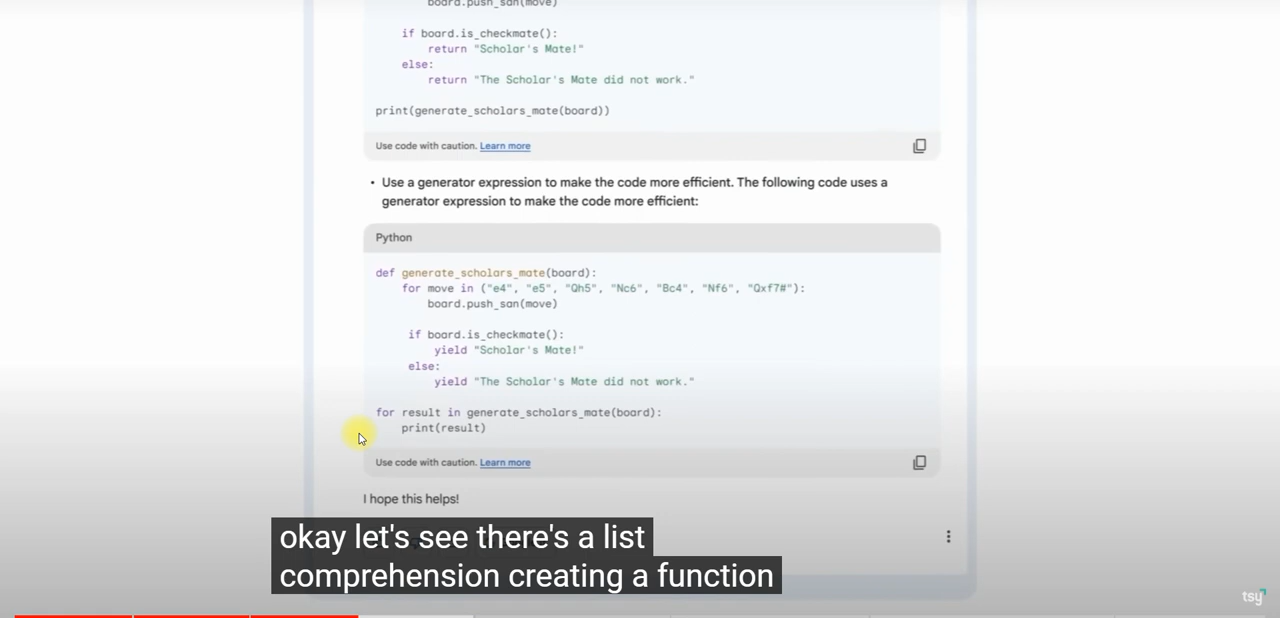 board.push_san(move)
if board.is_checkmate():
return "Scholar's Mate!"
else:
return "The Scholar's Mate did not work."
print(generate_scholars_mate(board))
Use code with caution. Learn more
• Use a generator expression to make the code more efficient. The following code uses a
generator expression to make the code more efficient:
Python
def generate_scholars_mate(board):
for move in ("e4", "e5", "Qh5", "Nc6", "Bc4", "Nf6", "Qxf7#"):
board.push_san(move)
if board.is_checkmate():
yield "Scholar's Mate!"
else:
yield "The Scholar's Mate did not work."
for result in generate_scholars_mate(board):
print(result)
Use code with caution. Learn more
I hope this helps!
okay let's see there's a list
comprehension creating a function
tsy